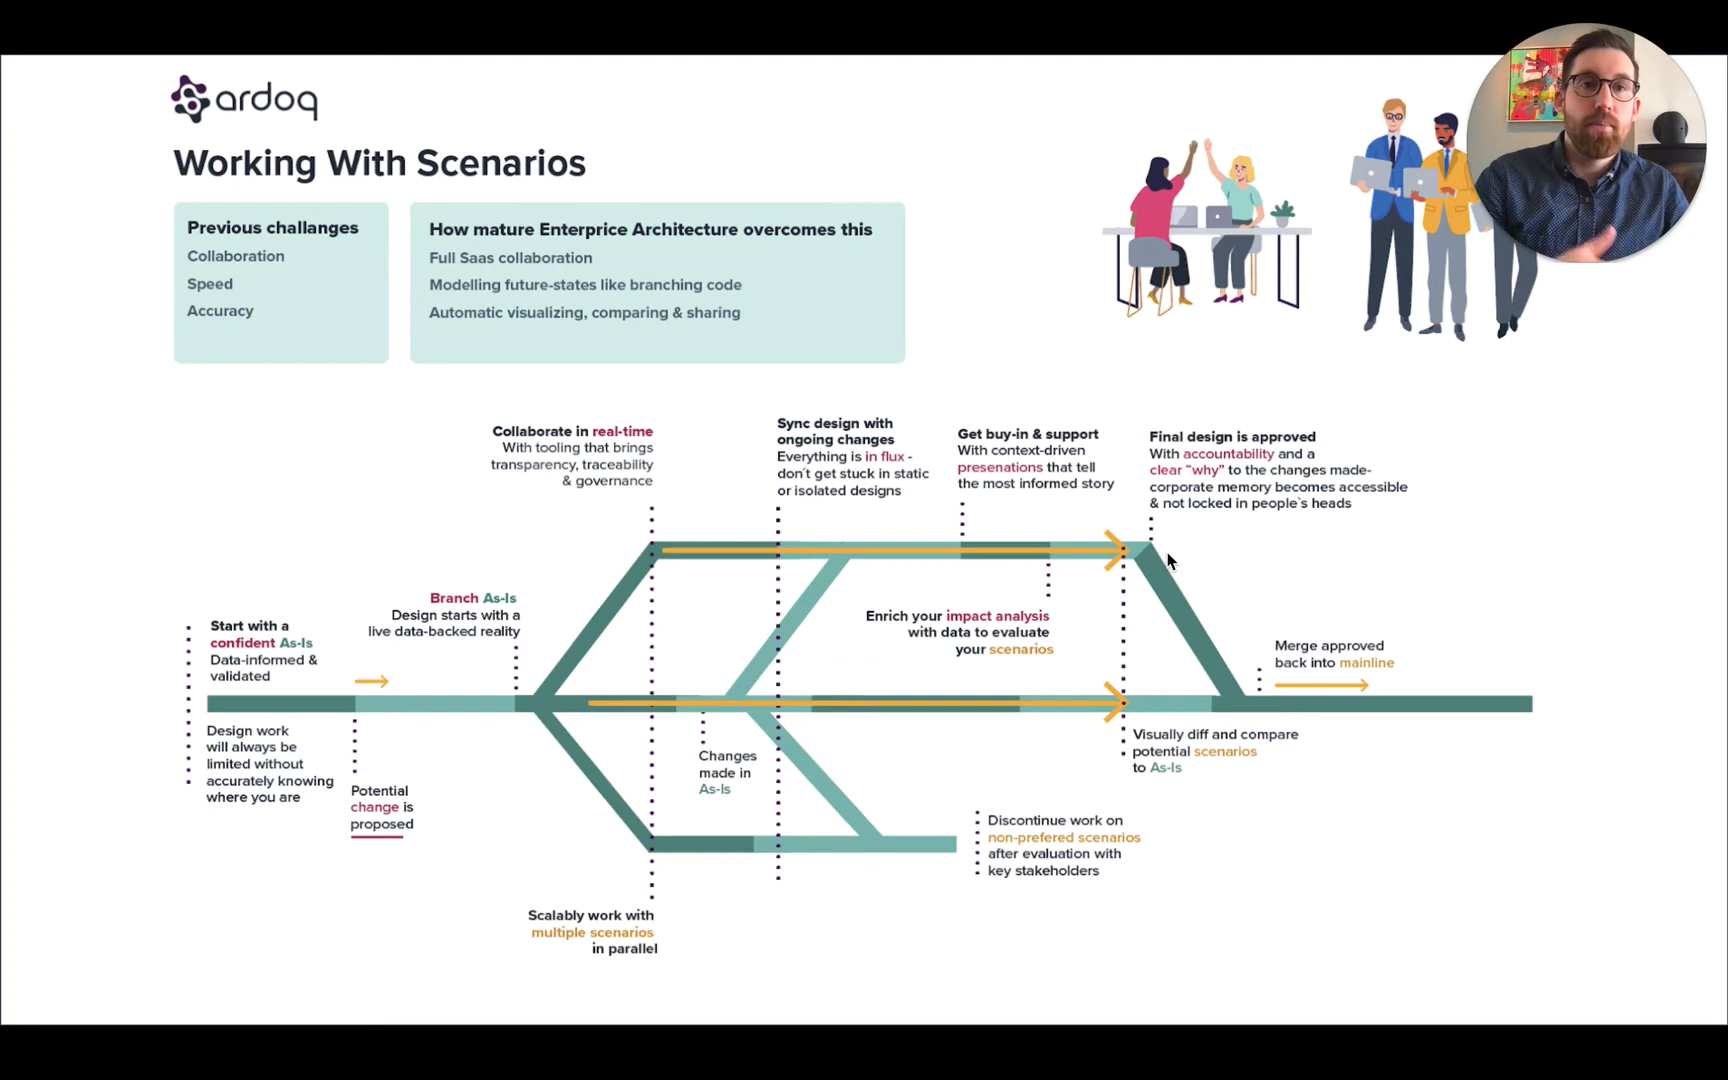 ardoq
Working With Scenarios
Previous challanges
Collaboration
Speed
Accuracy
How mature Enterprice Architecture overcomes this
Full Saas collaboration
Modelling future-states like branching code
Automatic visualizing, comparing & sharing
Collaborate in real-time
With tooling that brings
transparency, traceability
& governance
Sync design with
ongoing changes
Everything is in flux -
don´t get stuck in static
or isolated designs
Get buy-in & support
With context-driven
presenations that tell
the most informed story
Final design is approved
With accountability and a
clear “why” to the changes made-
corporate memory becomes accessible
& not locked in people`s heads
Start with a
confident As-Is
Data-informed &
validated
Branch As-Is
Design starts with a
live data-backed reality
Enrich your impact analysis
with data to evaluate
your scenarios
Merge approved
back into mainline
Design work
will always be
limited without
accurately knowing
where you are
Potential
change is
proposed
Changes
made in
As-Is
Visually diff and compare
potential scenarios
to As-Is
Discontinue work on
non-prefered scenarios
after evaluation with
key stakeholders
Scalably work with
multiple scenarios
in parallel